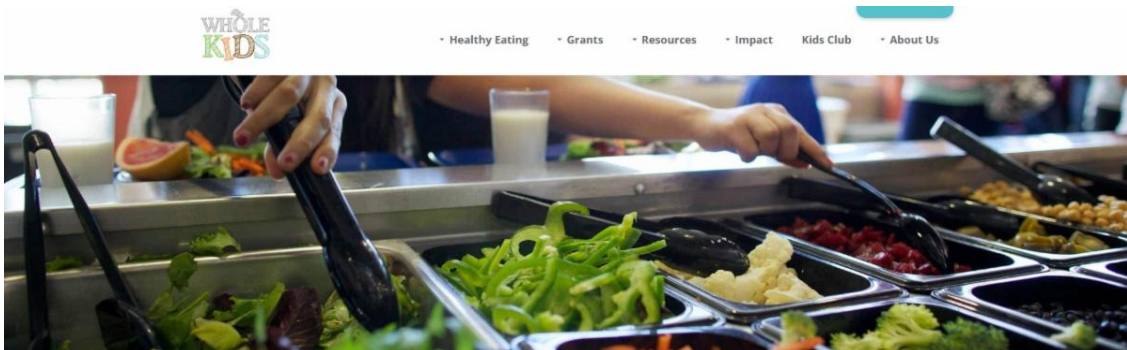 WHOLE
KIDS
Healthy Eating Grants Resources Impact Kids Club About Us